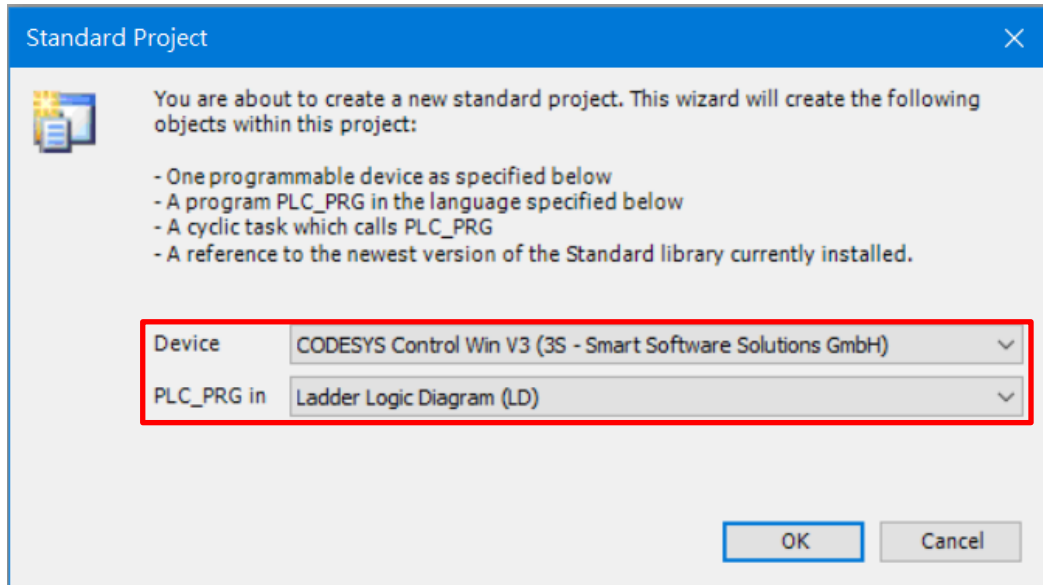 Standard Project
You are about to create a new standard project. This wizard will create the following
objects within this project:
- One programmable device as specified below
- A program PLC_PRG in the language specified below
- A cyclic task which calls PLC_PRG
- A reference to the newest version of the Standard library currently installed.
Device CODESYS Control Win V3 (3S - Smart Software Solutions GmbH)
PLC_PRG in Ladder Logic Diagram (LD)
OK Cancel